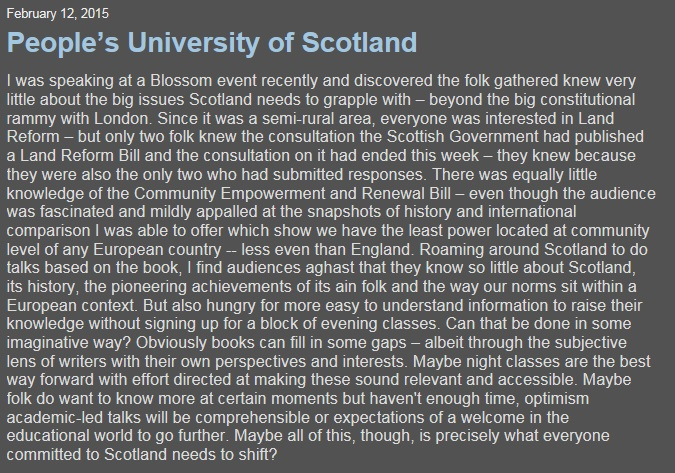 February 12, 2015
People’s University of Scotland
I was speaking at a Blossom event recently and discovered the folk gathered knew very
little about the big issues Scotland needs to grapple with – beyond the big constitutional
rammy with London. Since it was a semi-rural area, everyone was interested in Land
Reform – but only two folk knew the consultation the Scottish Government had published
a Land Reform Bill and the consultation on it had ended this week – they knew because
they were also the only two who had submitted responses. There was equally little
knowledge of the Community Empowerment and Renewal Bill – even though the audience
was fascinated and mildly appalled at the snapshots of history and international
comparison I was able to offer which show we have the least power located at community
level of any European country -- less even than England. Roaming around Scotland to do
talks based on the book, I find audiences aghast that they know so little about Scotland,
its history, the pioneering achievements of its ain folk and the way our norms sit within a
European context. But also hungry for more easy to understand information to raise their
knowledge without signing up for a block of evening classes. Can that be done in some
imaginative way? Obviously books can fill in some gaps – albeit through the subjective
lens of writers with their own perspectives and interests. Maybe night classes are the best
way forward with effort directed at making these sound relevant and accessible. Maybe
folk do want to know more at certain moments but haven't enough time, optimism
academic-led talks will be comprehensible or expectations of a welcome in the
educational world to go further. Maybe all of this, though, is precisely what everyone
committed to Scotland needs to shift?